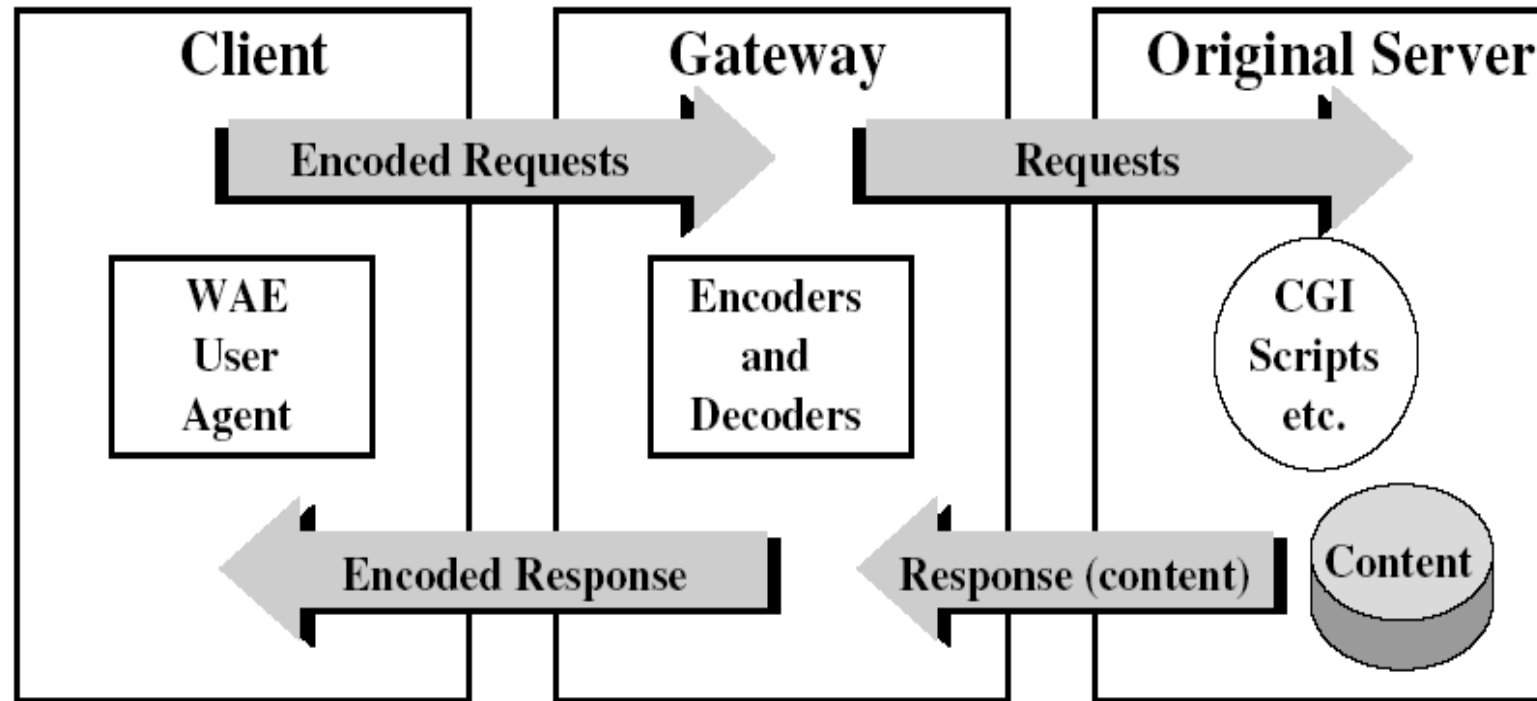 Client
Gateway
Original Server
Encoded Requests
Requests
WAE
User
Agent
Encoders
and
Decoders
CGI
Scripts
etc.
Encoded Response
Response (content)
Content